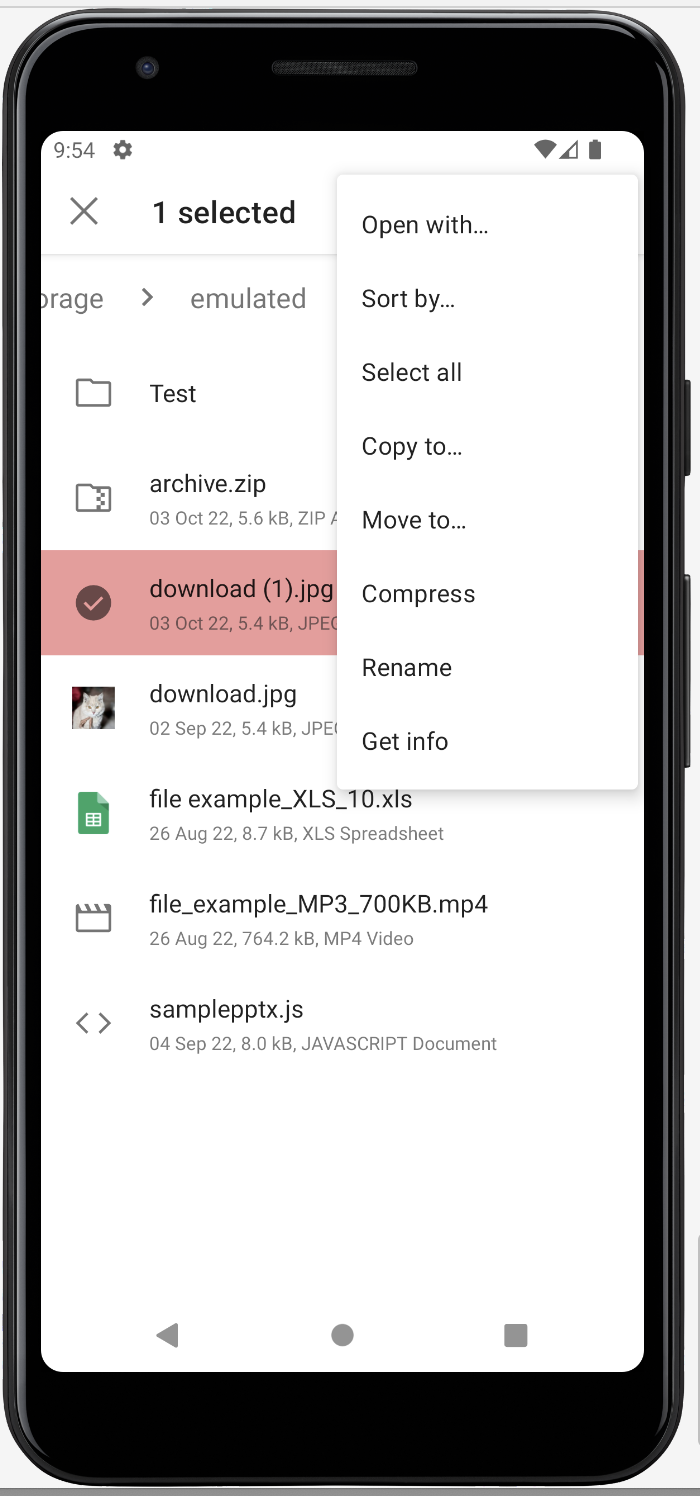 9:54
1 selected
orage
emulated
Open with…
Sort by…
Select all
Copy to…
Move to…
Compress
Rename
Get info
Test
archive.zip
03 Oct 22, 5.6 kB, ZIP
download (1).jpg
03 Oct 22, 5.4 kB,
download.jpg
02 Sep 22, 5.4 kB,
file example_XLS_10.xls
26 Aug 22, 8.7 kB, XLS Spreadsheet
file_example_MP3_700KB.mp4
26 Aug 22, 764.2 kB, MP4 Video
samplepptx.js
04 Sep 22, 8.0 kB, JAVASCRIPT Document